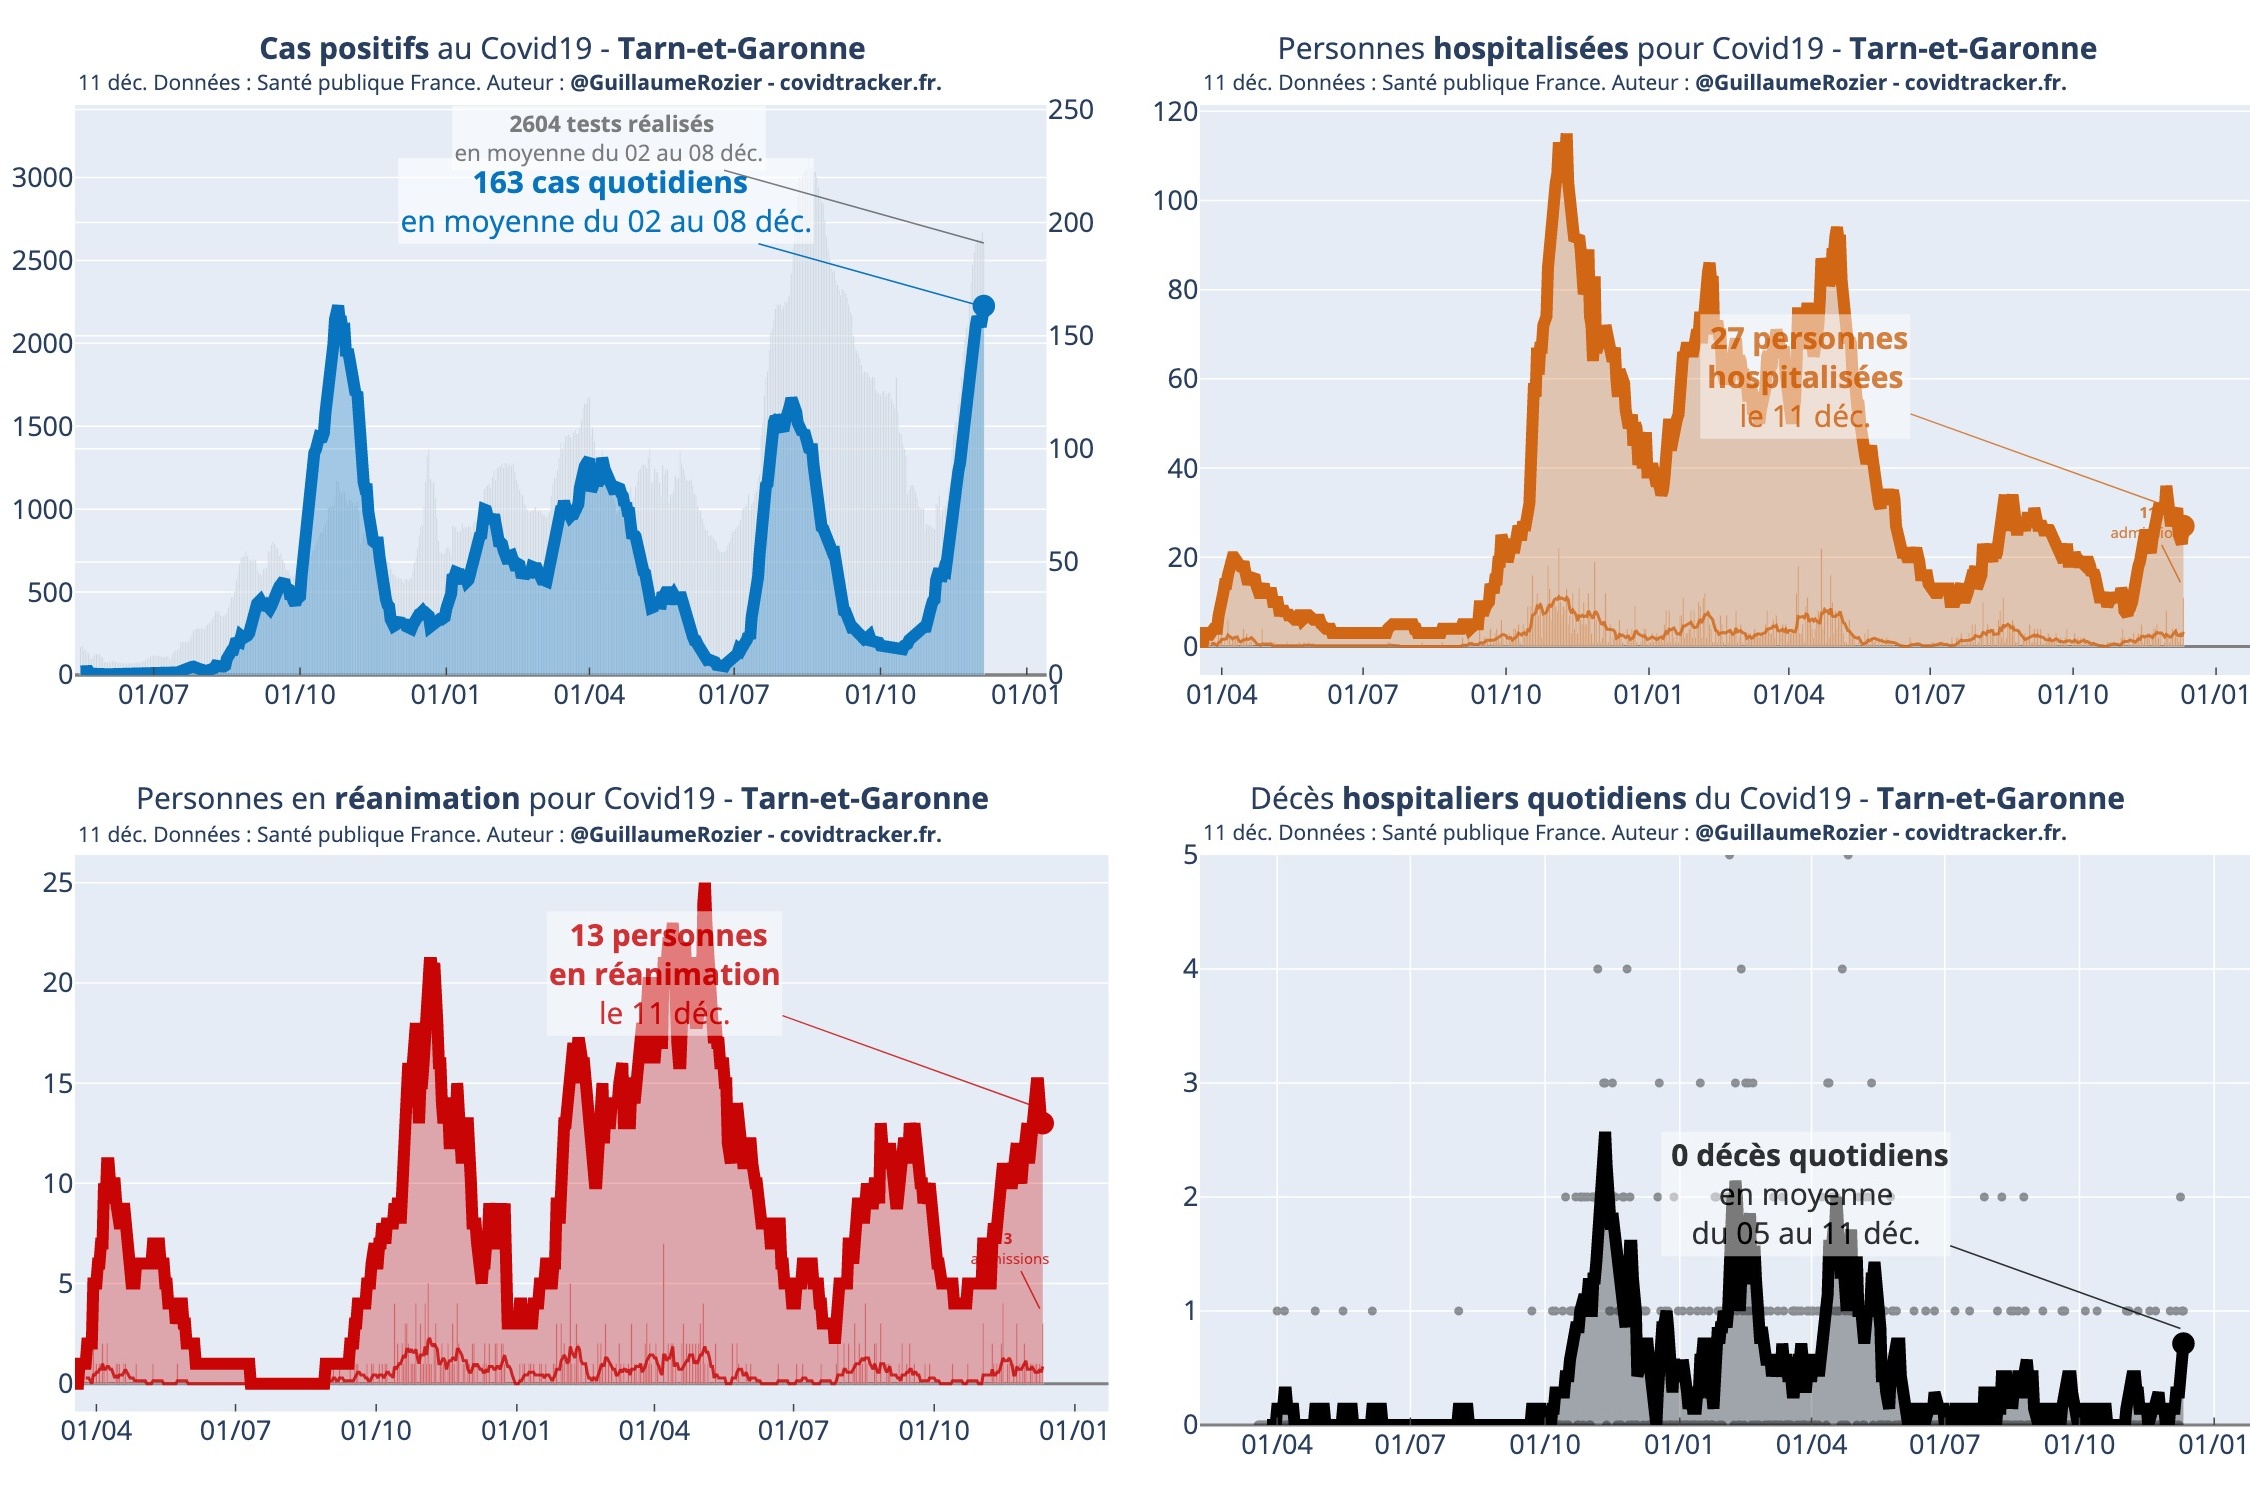 Cas positifs au Covid19 - Tarn-et-Garonne
11 déc. Données : Santé publique France. Auteur : @GuillaumeRozier - covidtracker.fr.
2604 tests réalisés
en moyenne du 02 au 08 déc.
163 cas quotidiens
en moyenne du 02 au 08 déc.
3000
2500
2000
1500
1000
500
0
250
200
150
100
50
0
01/07 01/10 01/01 01/04 01/07 01/10 01/01
Personnes hospitalisées pour Covid19 - Tarn-et-Garonne
11 déc. Données : Santé publique France. Auteur : @GuillaumeRozier - covidtracker.fr.
120
100
80
60
40
20
0
27 personnes
hospitalisées
le 11 déc.
01/04 01/07 01/10 01/01 01/04 01/07 01/10 01/01
Personnes en réanimation pour Covid19 - Tarn-et-Garonne
11 déc. Données : Santé publique France. Auteur : @GuillaumeRozier - covidtracker.fr.
25
20
15
10
5
0
13 personnes
en réanimation
le 11 déc.
3
admissions
01/04 01/07 01/10 01/01 01/04 01/07 01/10 01/01
Décès hospitaliers quotidiens du Covid19 - Tarn-et-Garonne
11 déc. Données : Santé publique France. Auteur : @GuillaumeRozier - covidtracker.fr.
5
4
3
2
1
0
0 décès quotidiens
en moyenne
du 05 au 11 déc.
01/04 01/07 01/10 01/01 01/04 01/07 01/10 01/01